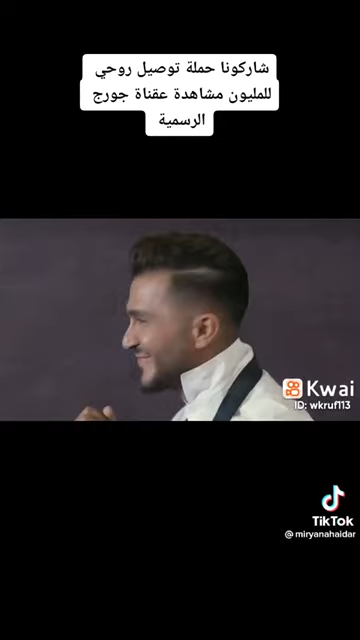 شاركونا حملة توصيل روحي
للمليون مشاهدة عقناة جورج
الرسمية
Kwai
ID: wkruf113
TikTok
@miryanahaidar